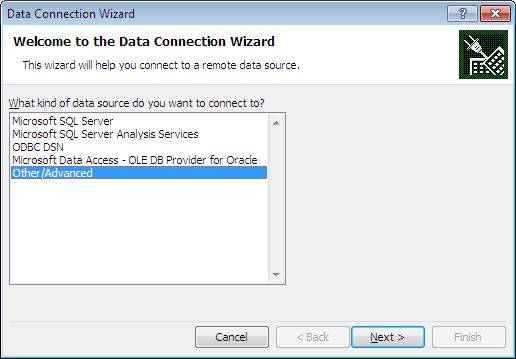 Data Connection Wizard
?
Welcome to the Data Connection Wizard
This wizard will help you connect to a remote data source.
What kind of data source do you want to connect to?
Microsoft SQL Server
Microsoft SQL Server Analysis Services
ODBC DSN
Microsoft Data Access - OLE DB Provider for Oracle
Other/Advanced
Cancel
< Back
Next >
Finish